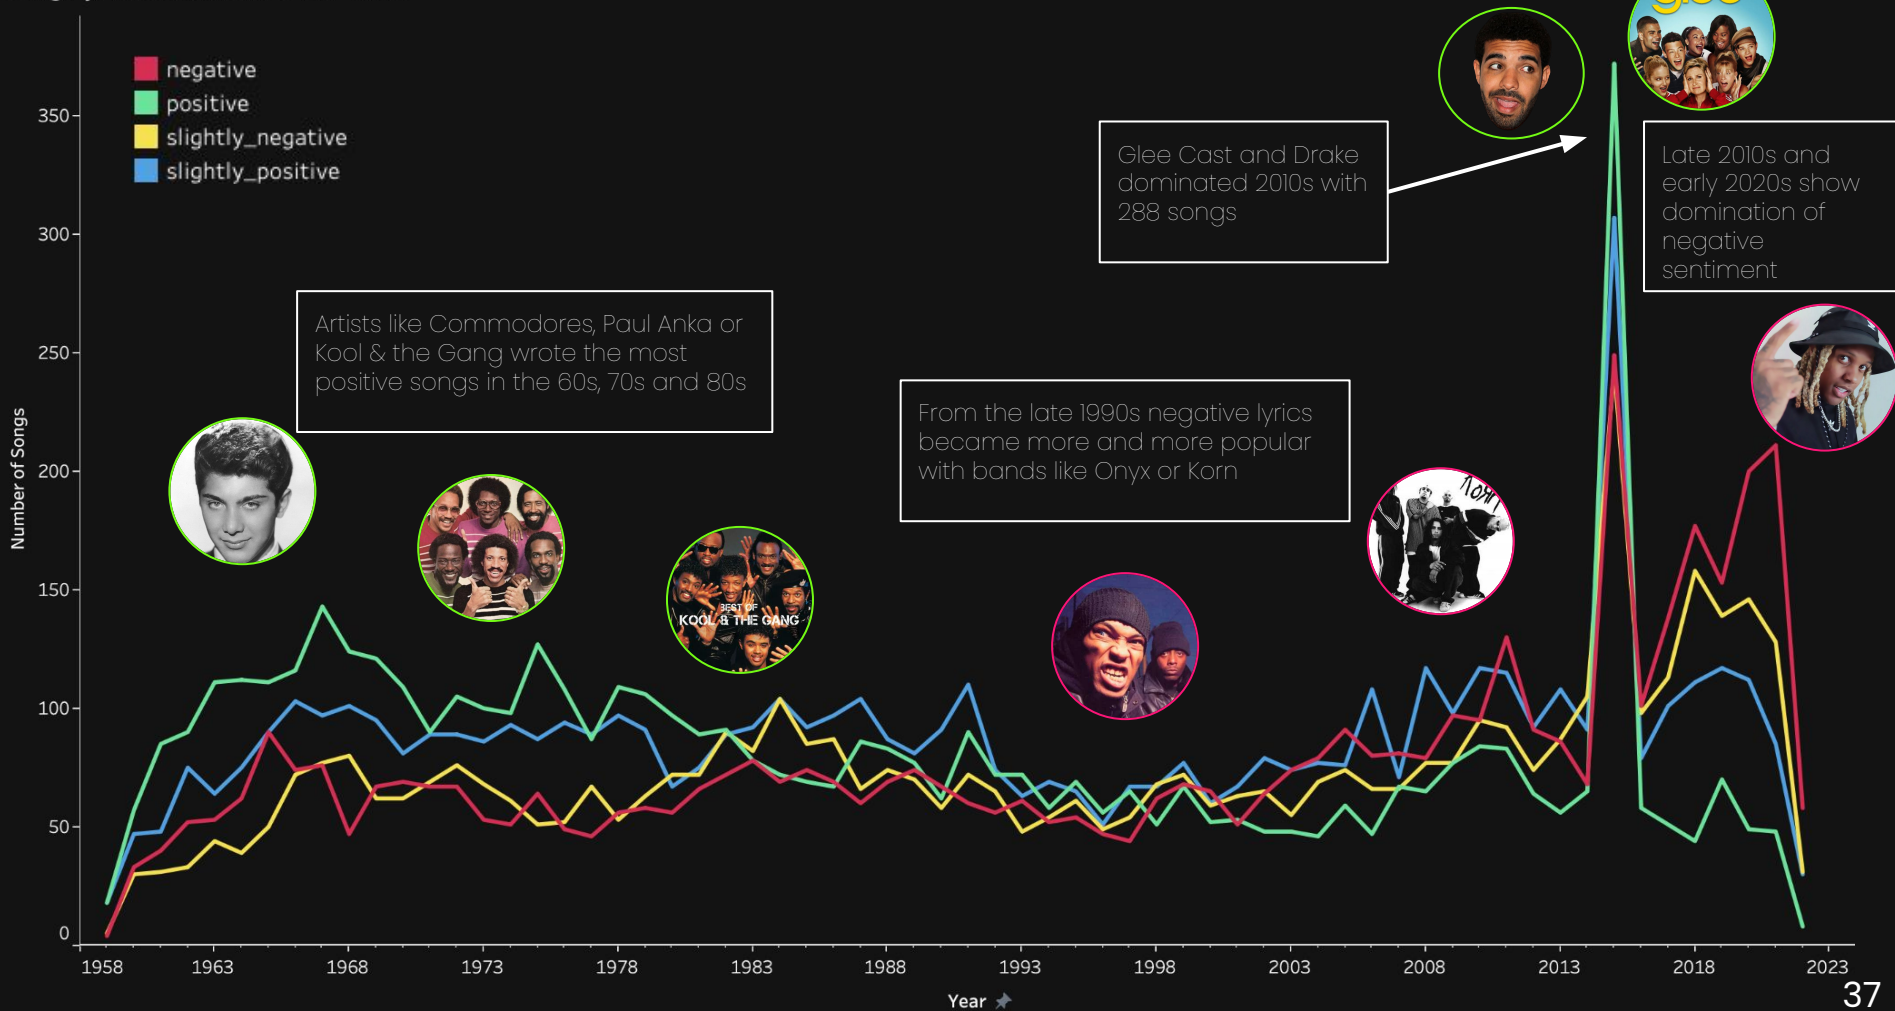 negative
positive
slightly_negative
slightly_positive
350
300
250
200
150
100
50
0
Number of Songs
Artists like Commodores, Paul Anka or
Kool & the Gang wrote the most
positive songs in the 60s, 70s and 80s
From the late 1990s negative lyrics
became more and more popular
with bands like Onyx or Korn
Glee Cast and Drake
dominated 2010s with
288 songs
glee
Late 2010s and
early 2020s show
domination of
negative
sentiment
BEST OF
KOOL & THE GANG
KoRn
1958 1963 1968 1973 1978 1983 1988 1993 1998 2003 2008 2013 2018 2023
Year
37